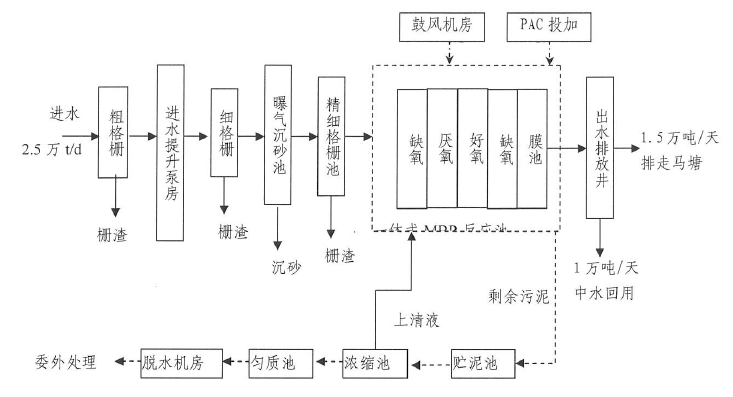 鼓风机房
PAC 投加
进水
2.5 万 t/d
粗格栅
进水提升泵房
细格栅
曝气沉砂池
精细格栅池
缺氧
厌氧
好氧
缺氧
膜池
出水排放井
1.5 万吨/天
排走马塘
栅渣
栅渣
沉砂
栅渣
1 万吨/天
中水回用
剩余污泥
上清液
委外处理
脱水机房
匀质池
浓缩池
贮泥池